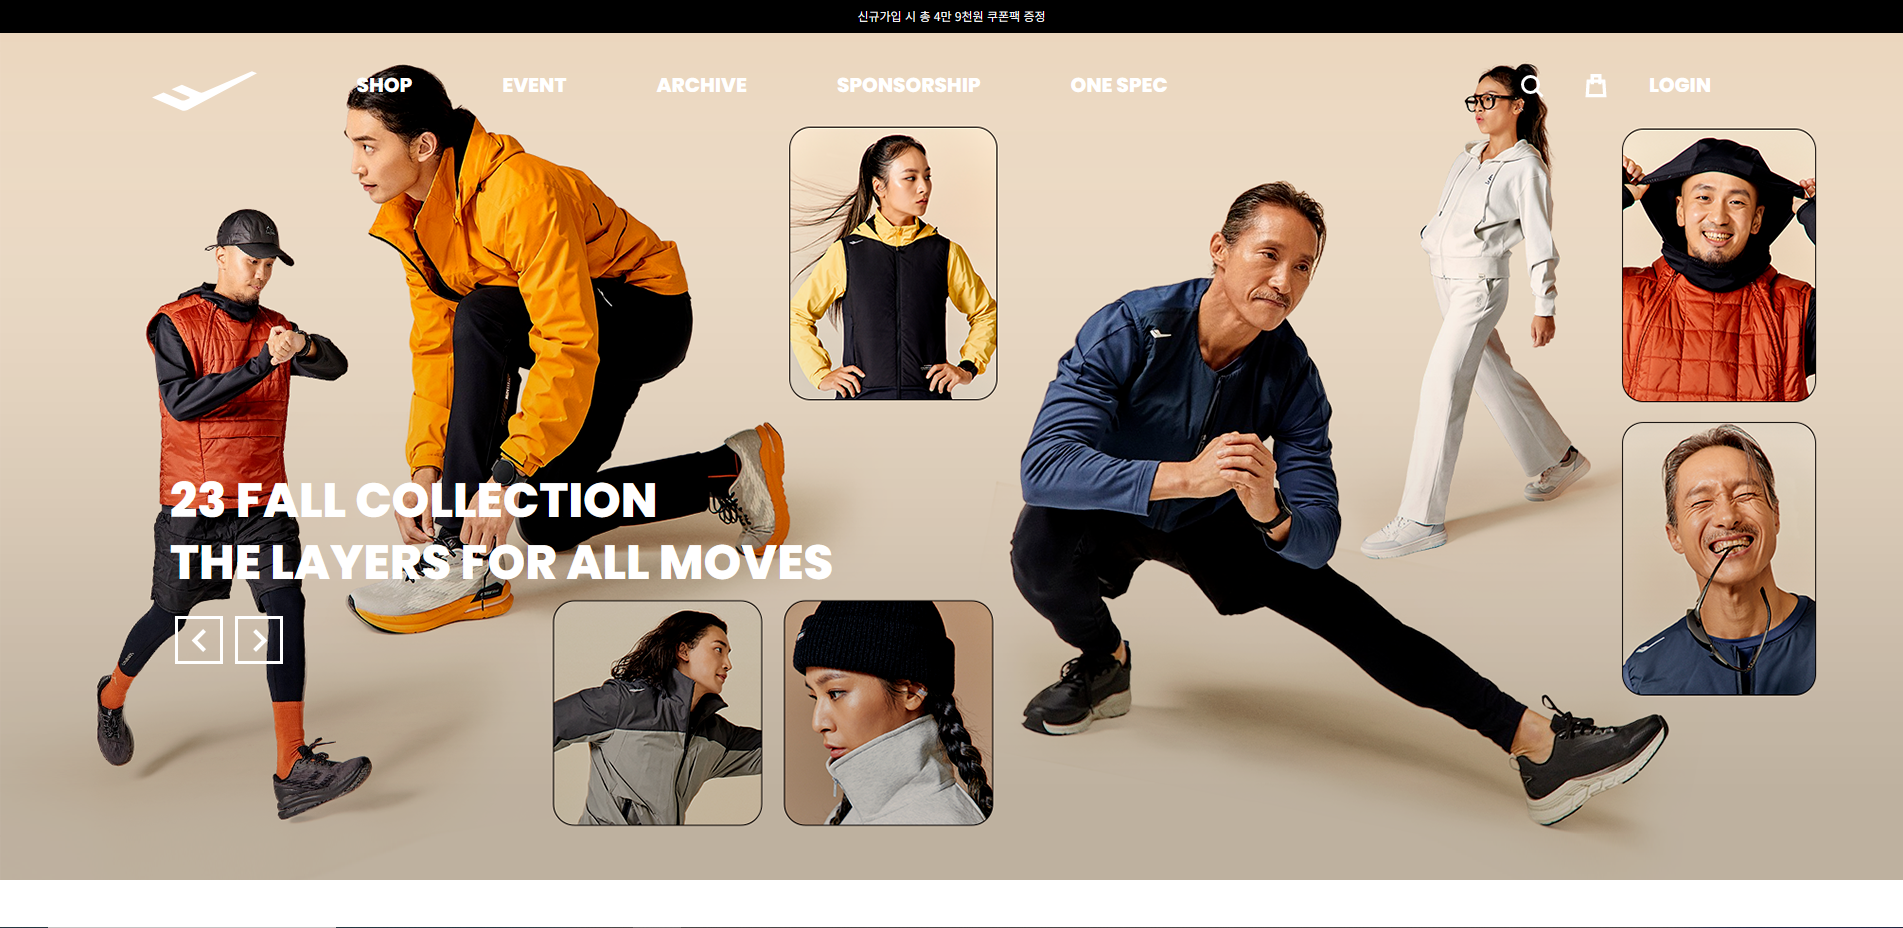 신규가입 시 총 4만 9천원 쿠폰팩 증정
SHOP EVENT ARCHIVE SPONSORSHIP ONE SPEC LOGIN
23 FALL COLLECTION
THE LAYERS FOR ALL MOVES